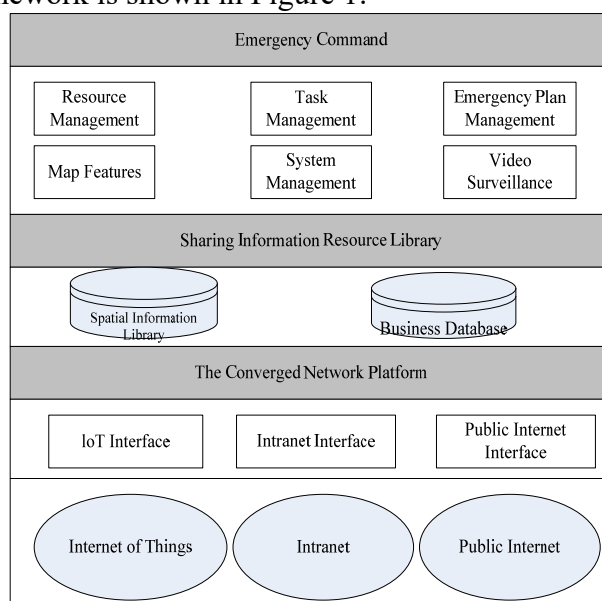 Emergency Command
Resource
Management
Task
Management
Emergency Plan
Management
Map Features
System
Management
Video
Surveillance
Sharing Information Resource Library
Spatial Information
Library
Business Database
The Converged Network Platform
IoT Interface
Intranet Interface
Public Internet
Interface
Internet of Things
Intranet
Public Internet